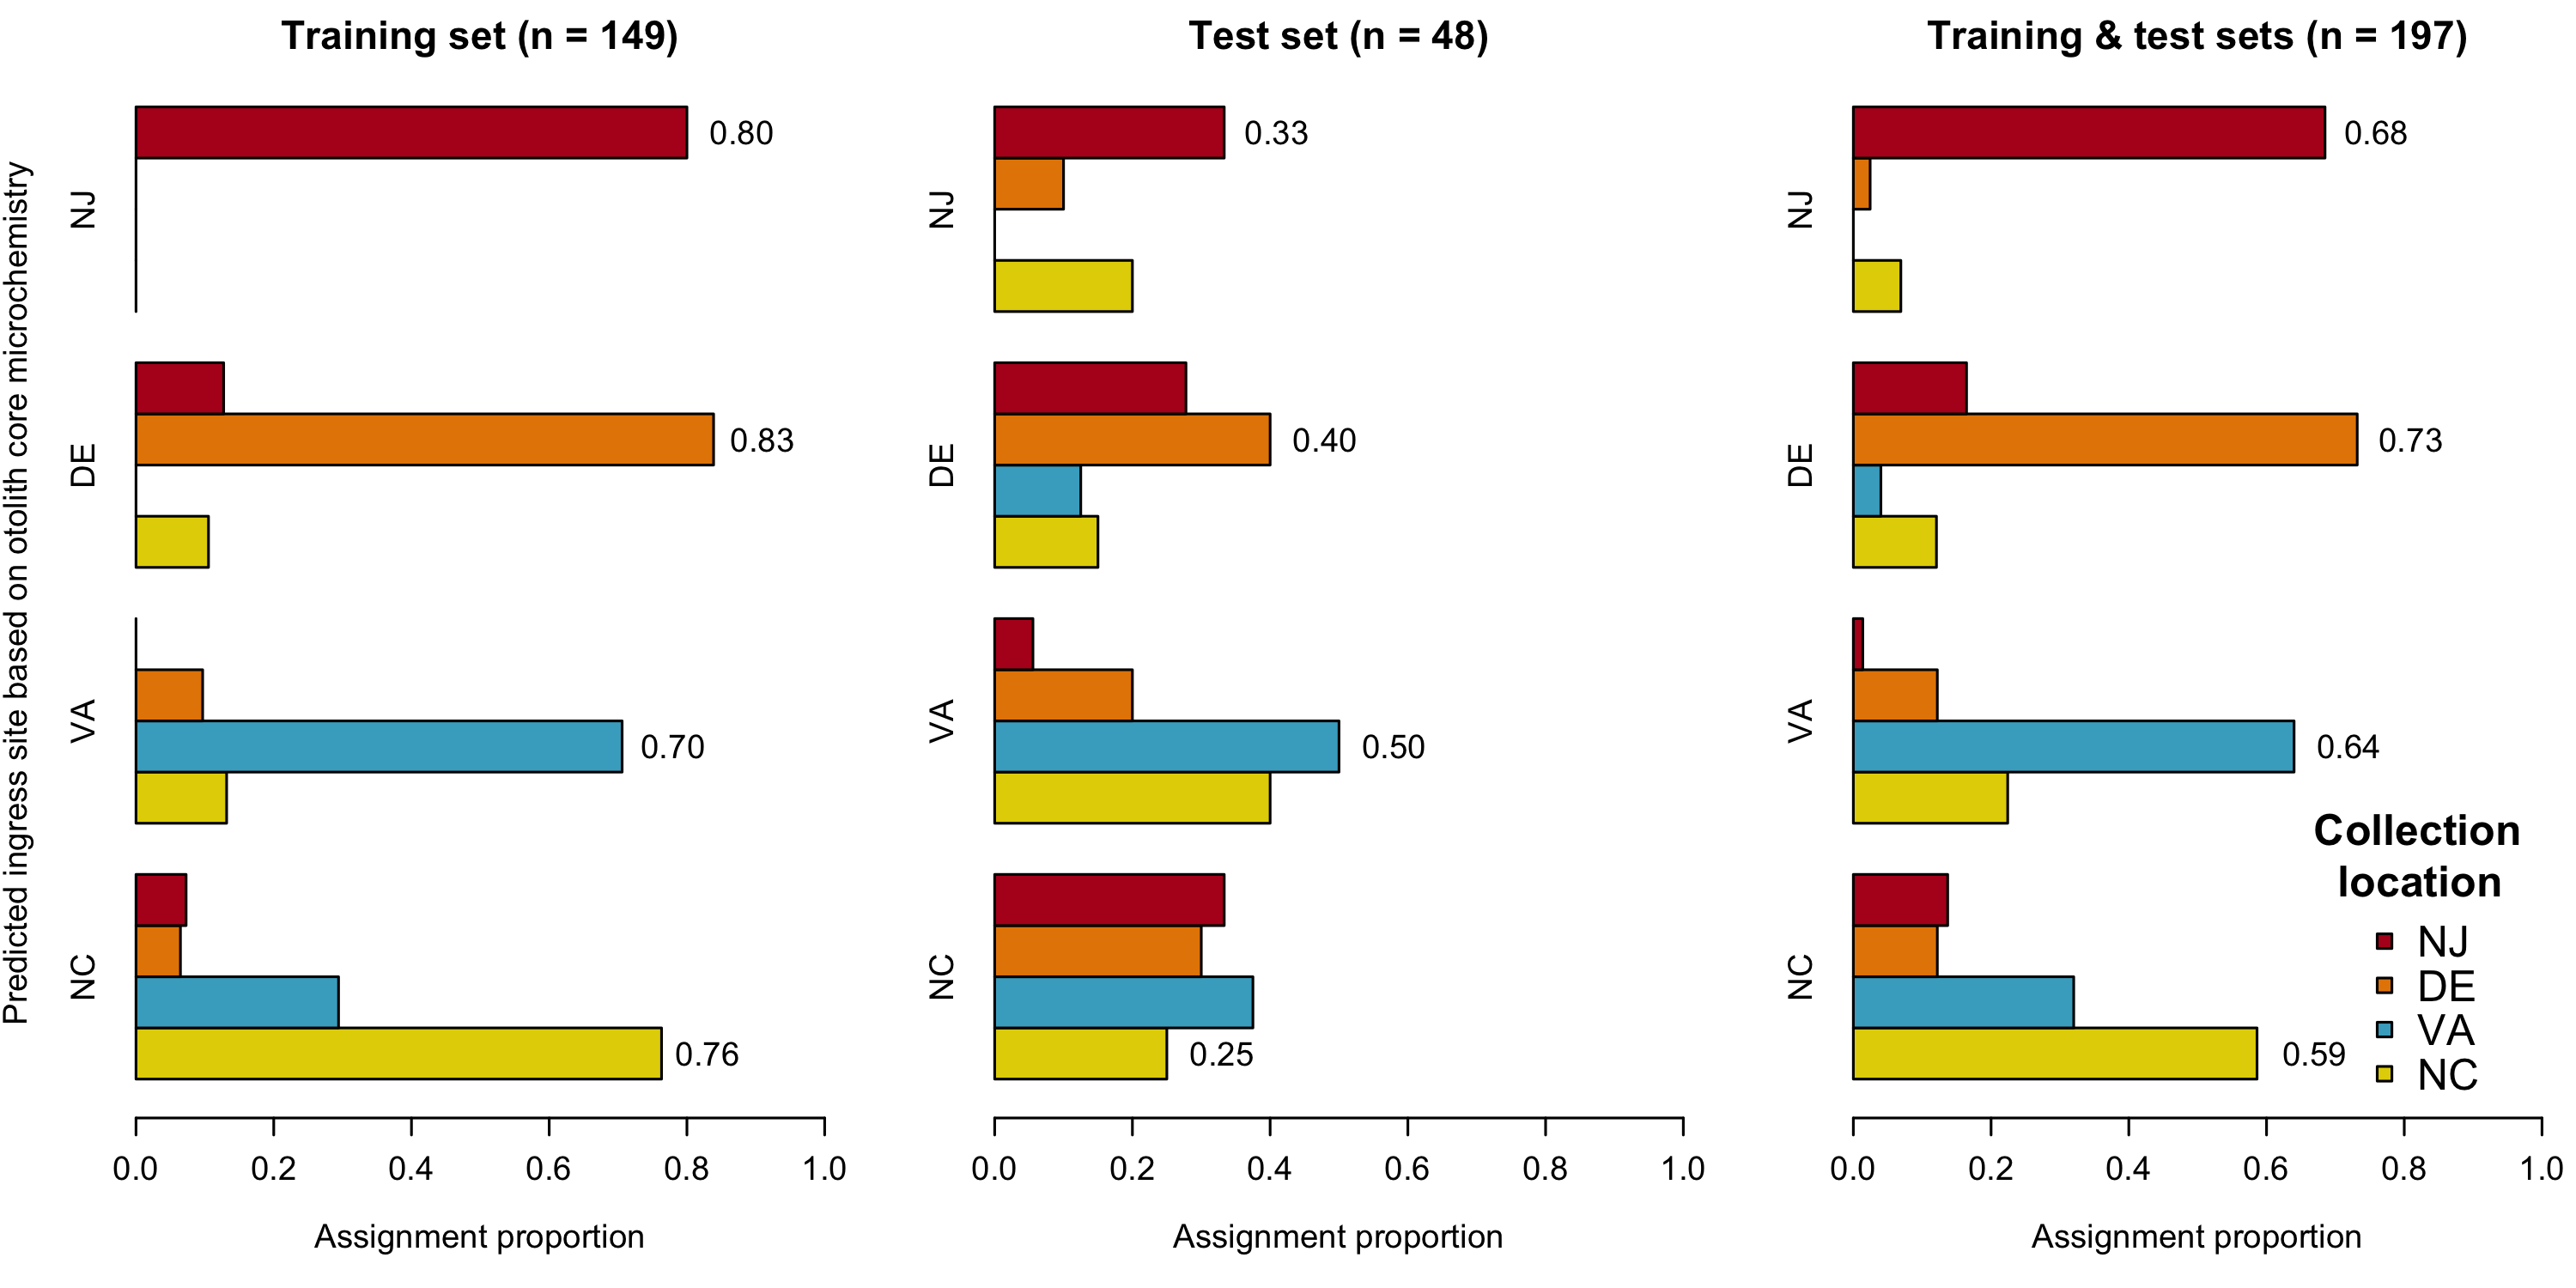 Training set (n = 149)
Test set (n = 48)
Training & test sets (n = 197)
Predicted ingress site based on otolith core microchemistry
NJ
0.80
DE
0.83
VA
0.70
NC
0.76
0.0 0.2 0.4 0.6 0.8 1.0
Assignment proportion
NJ
0.33
DE
0.40
VA
0.50
NC
0.25
0.0 0.2 0.4 0.6 0.8 1.0
Assignment proportion
NJ
0.68
DE
0.73
VA
0.64
NC
0.59
0.0 0.2 0.4 0.6 0.8 1.0
Assignment proportion
Collection
location
NJ
DE
VA
NC